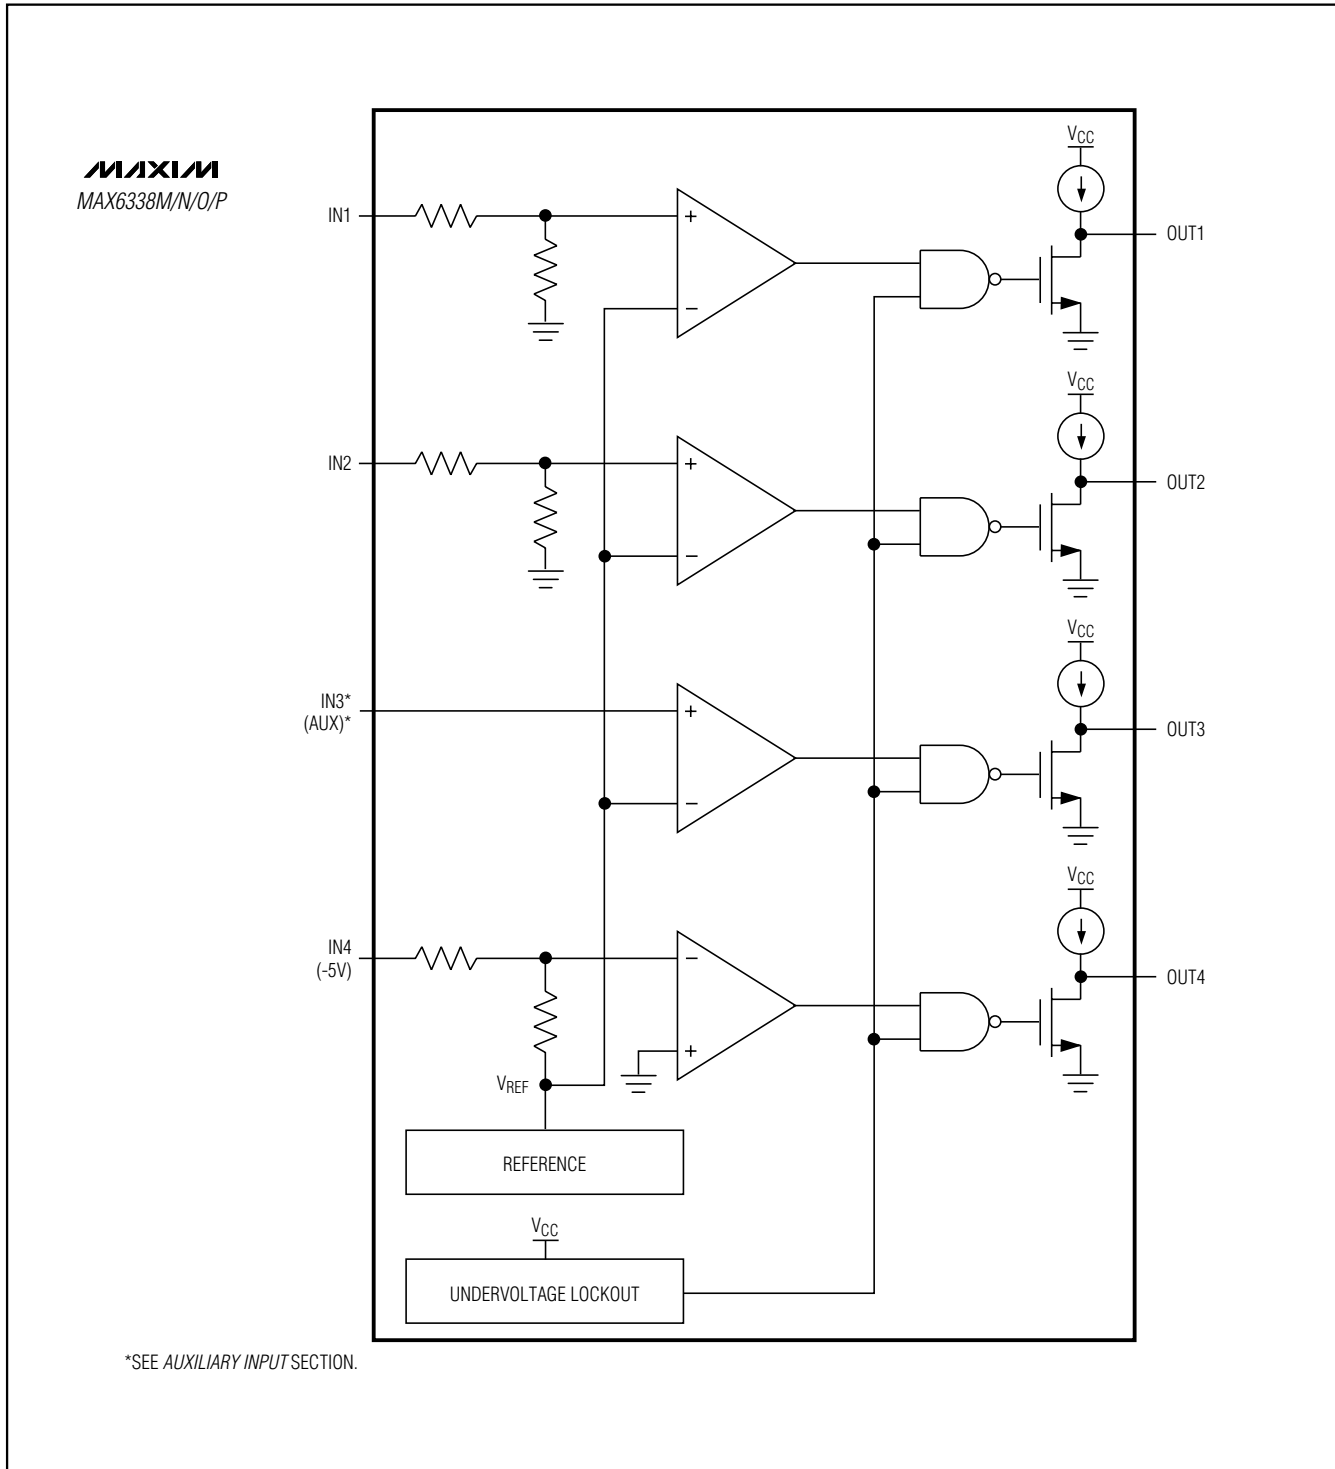 MAXIM
MAX6338M/N/O/P
VCC
IN1
+
−
OUT1
VCC
IN2
+
−
OUT2
VCC
IN3*
(AUX)*
+
−
OUT3
VCC
IN4
(-5V)
−
+
OUT4
VREF
REFERENCE
VCC
UNDERVOLTAGE LOCKOUT
*SEE AUXILIARY INPUT SECTION.